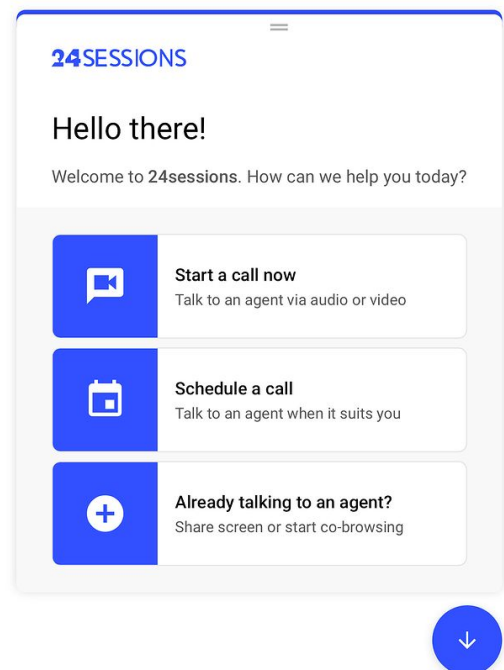 24SESSIONS
Hello there!
Welcome to 24sessions. How can we help you today?
Start a call now
Talk to an agent via audio or video
Schedule a call
Talk to an agent when it suits you
Already talking to an agent?
Share screen or start co-browsing